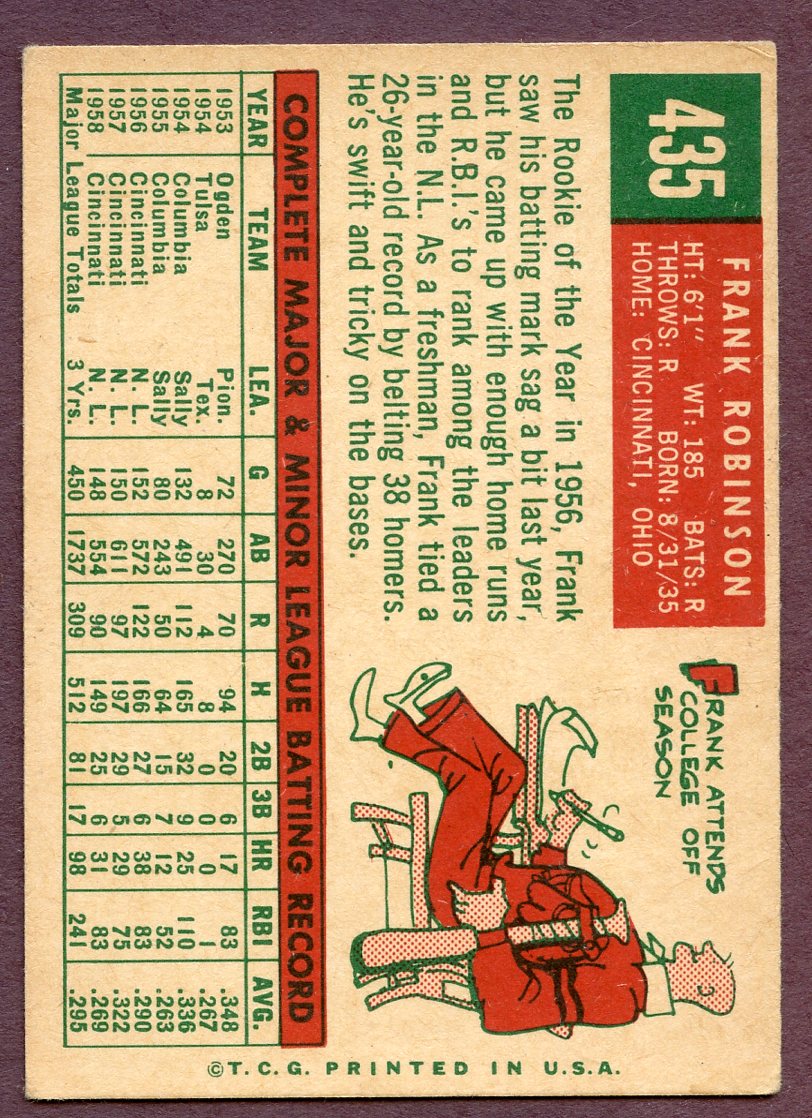 435
FRANK ROBINSON
HT: 6'1" WT: 185 BATS: R
THROWS: R BORN: 8/31/35
HOME: CINCINNATI, OHIO
The Rookie of the Year in 1956, Frank
saw his batting mark sag a bit last year,
but he came up with enough home runs
and R.B.I.'s to rank among the leaders
in the N.L. As a freshman, Frank tied a
26-year-old record by belting 38 homers.
He's swift and tricky on the bases.
FRANK ATTENDS
COLLEGE OFF
SEASON
COMPLETE MAJOR & MINOR LEAGUE BATTING RECORD
YEAR TEAM LEA. G AB R H 2B 3B HR RBI AVG.
1953 Ogden Pion. 72 270 70 94 20 6 17 83 .348
1954 Tulsa Tex. 8 30 4 8 0 0 0 1 .267
1954 Columbia Sally 132 491 112 165 32 9 25 110 .336
1955 Columbia Sally 80 243 50 64 15 7 12 52 .263
1956 Cincinnati N. L. 152 572 122 166 27 6 38 83 .290
1957 Cincinnati N. L. 150 611 97 197 29 5 29 75 .322
1958 Cincinnati N. L. 148 554 90 149 25 6 31 83 .269
Major League Totals 3 Yrs. 450 1737 309 512 81 17 98 241 .295
©T.C.G. PRINTED IN U.S.A.